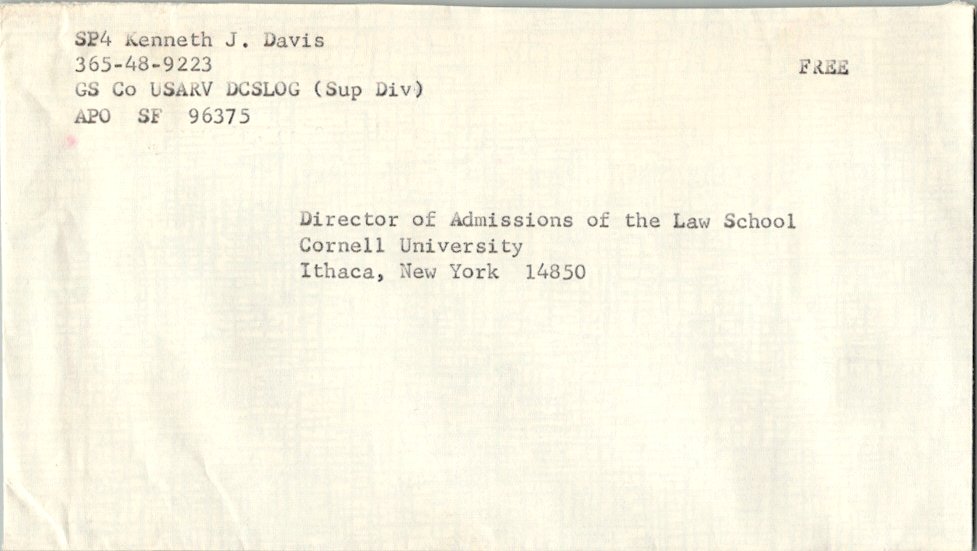 SP4 Kenneth J. Davis
365-48-9223
FREE
GS Co USARV DCSLOG (Sup Div)
APO SF 96375
Director of Admissions of the Law School
Cornell University
Ithaca, New York 14850